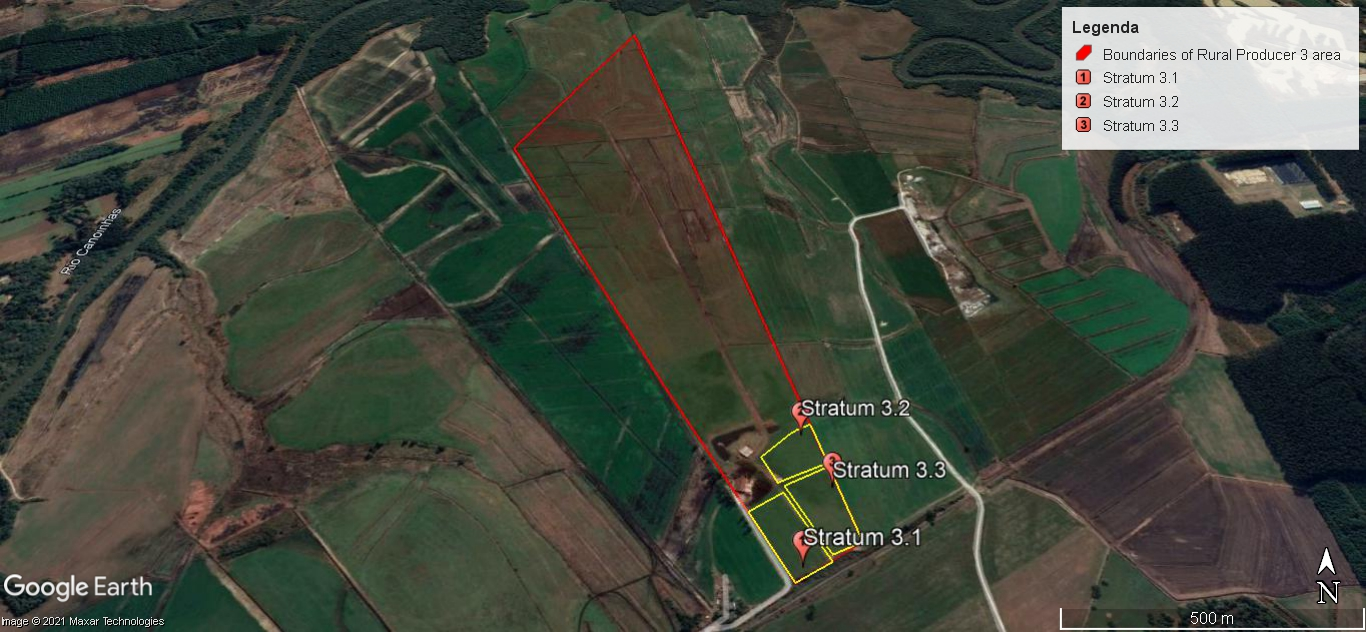 Legenda
Boundaries of Rural Producer 3 area
1 Stratum 3.1
2 Stratum 3.2
3 Stratum 3.3
Rio Canoinhas
Stratum 3.2
Stratum 3.3
Stratum 3.1
Google Earth
Image © 2021 Maxar Technologies
N
500 m